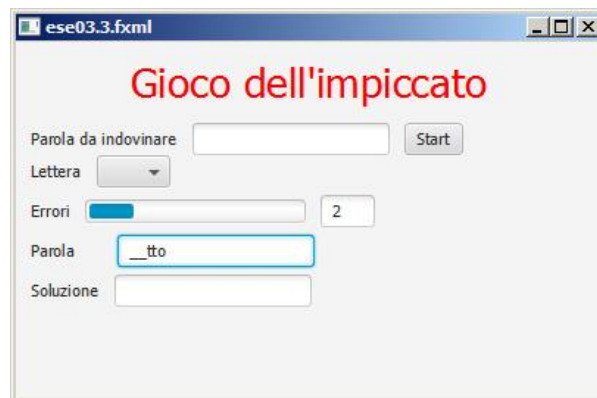 ese03.3.fxml
Gioco dell'impiccato
Parola da indovinare Start
Lettera
Errori 2
Parola __tto
Soluzione